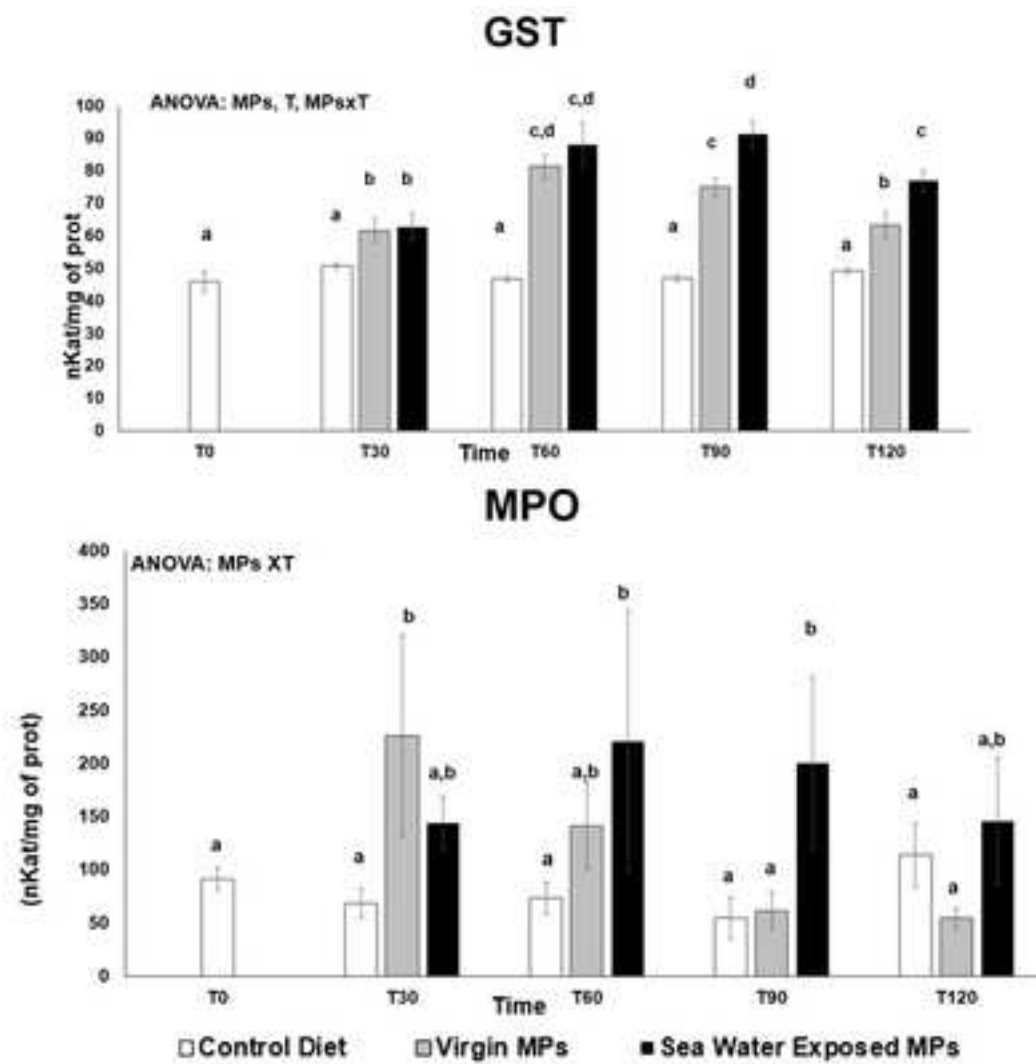 GST
ANOVA: MPs, T, MPsxT
nKat/mg of prot
100
90
80
70
60
50
40
30
20
10
0
a
a
b
b
a
c,d
c,d
a
c
d
a
b
c
T0
T30
T60
T90
T120
Time
MPO
ANOVA: MPs XT
(nKat/mg of prot)
400
350
300
250
200
150
100
50
0
a
a
b
a,b
a
a,b
b
a
a
b
a
a
a,b
T0
T30
T60
T90
T120
Time
Control Diet
Virgin MPs
Sea Water Exposed MPs